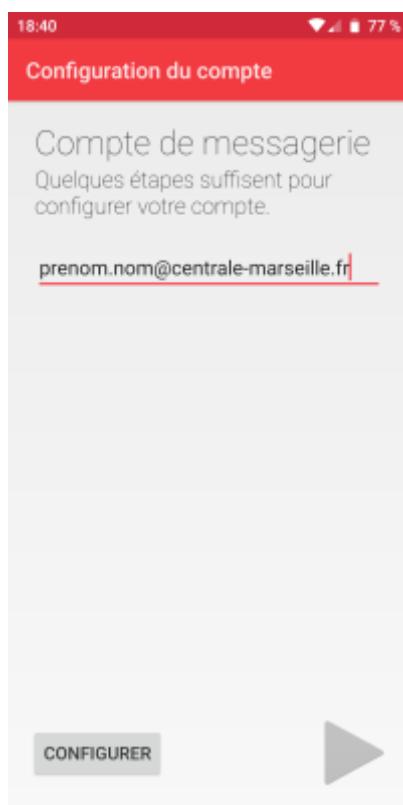 18:40 77 %
Configuration du compte
Compte de messagerie
Quelques étapes suffisent pour
configurer votre compte.
prenom.nom@centrale-marseille.fr
CONFIGURER